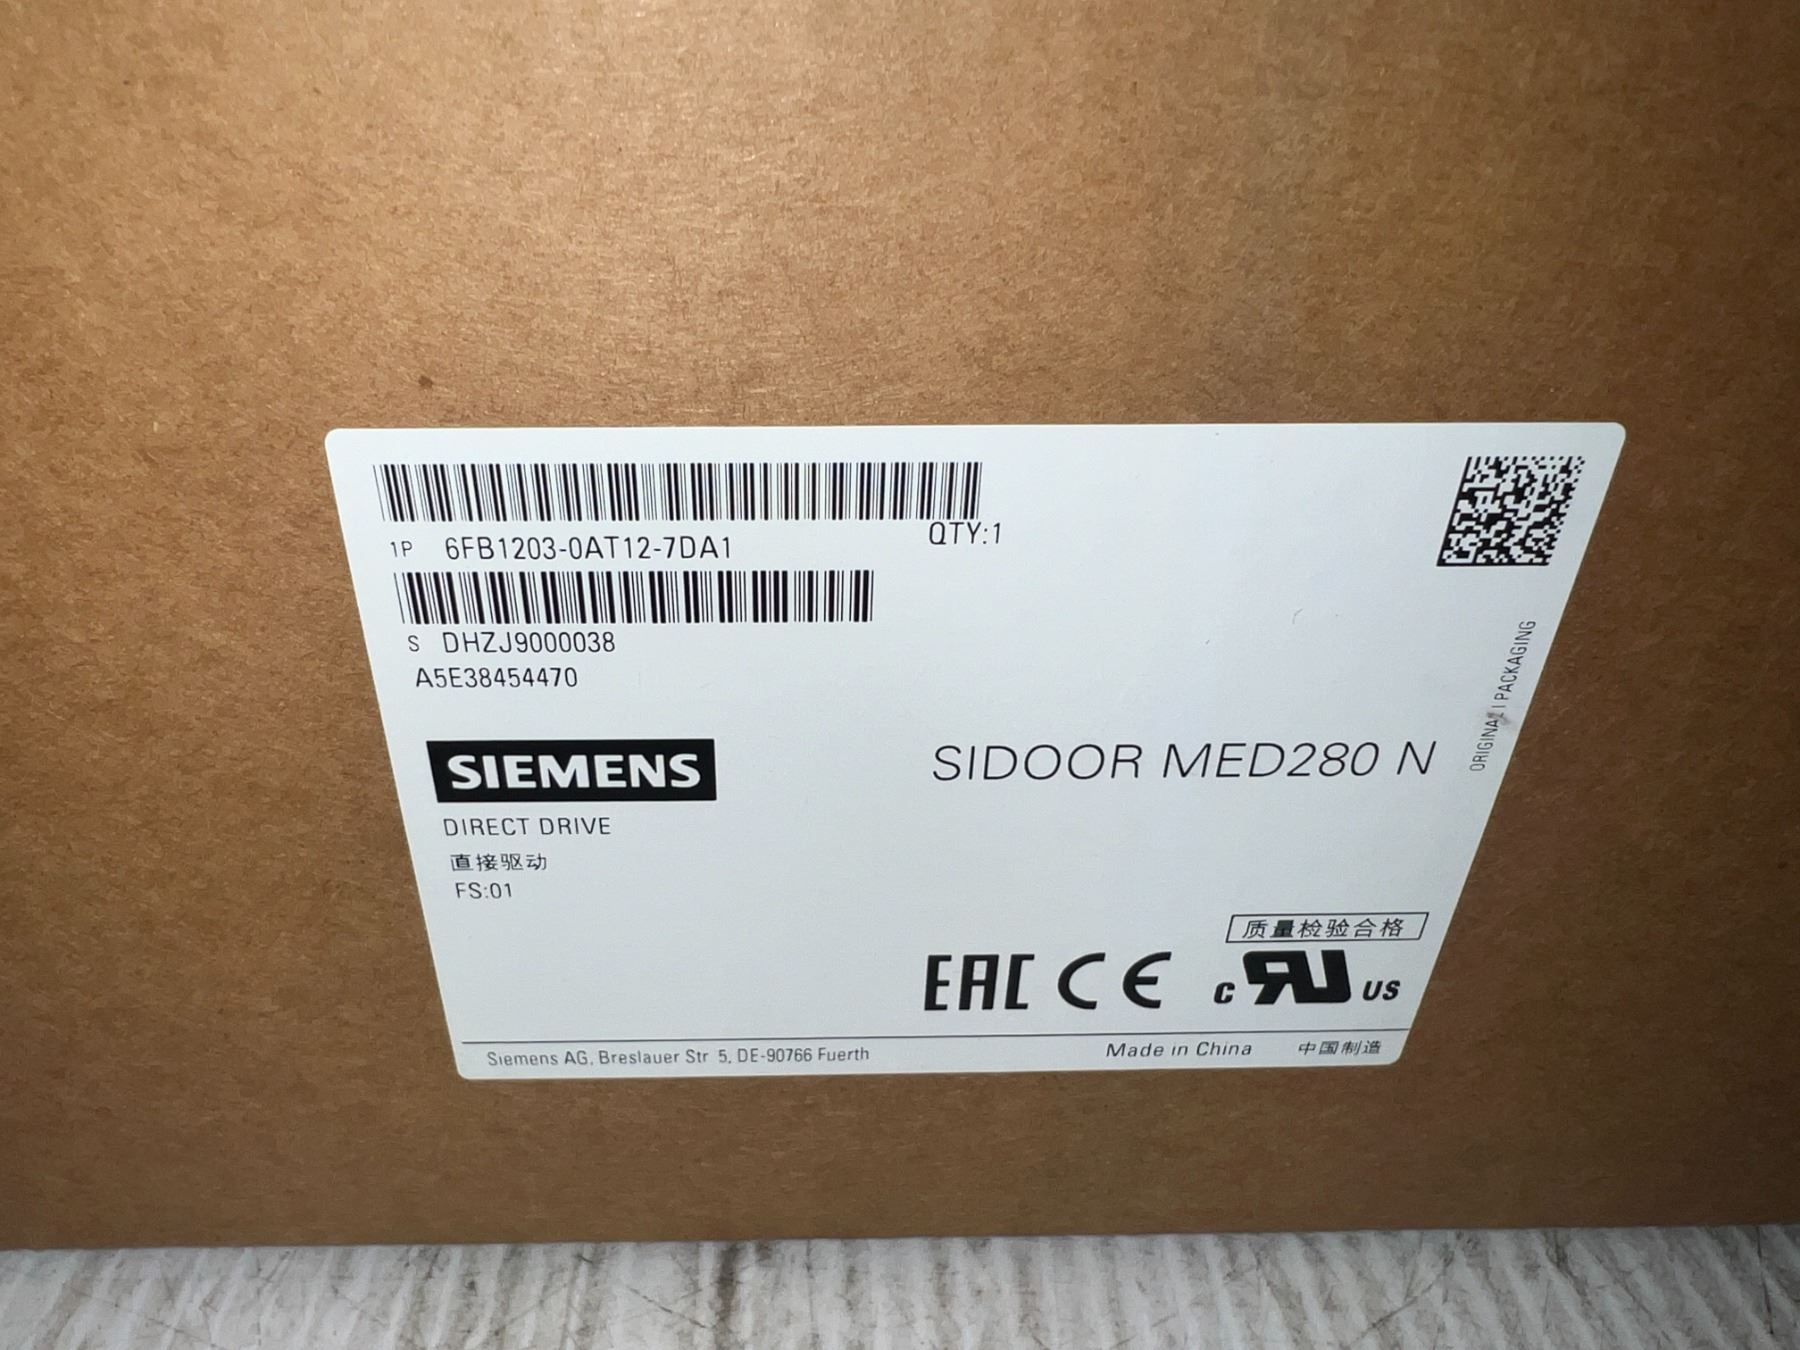 1P 6FB1203-0AT12-7DA1 QTY:1
S DHZJ9000038
A5E38454470
SIEMENS
SIDOOR MED280 N
ORIGINAL PACKAGING
DIRECT DRIVE
直接驱动
FS:01
质量检验合格
EAC CE c RU US
Siemens AG, Breslauer Str 5, DE-90766 Fuerth Made in China 中国制造